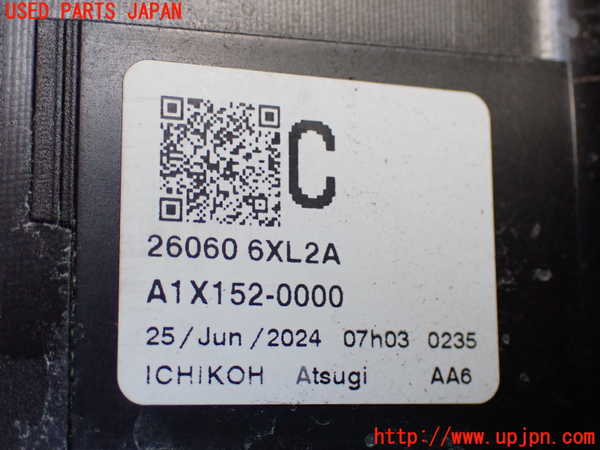 USED PARTS JAPAN
C
26060 6XL2A
A1X152-0000
25/Jun/2024 07h03 0235
ICHIKOH Atsugi AA6
http://www.upjpn.com/